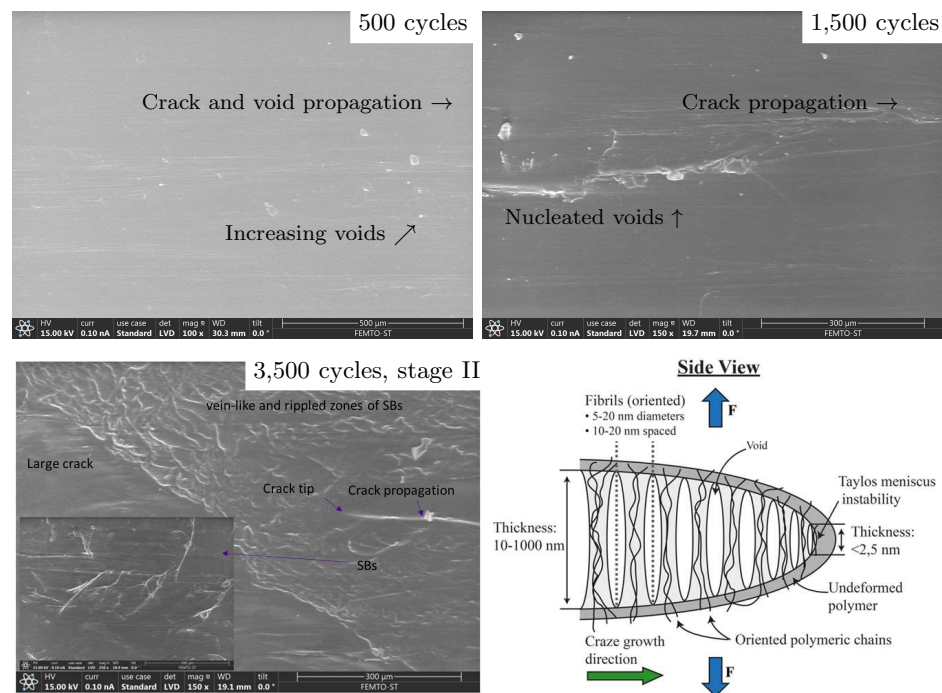 500 cycles
Crack and void propagation →
Increasing voids ↗
HV curr use case det mag WD tilt 500 µm
15.00 kV 0.10 nA Standard LVD 100 x 30.3 mm 0.0 ° FEMTO-ST
1,500 cycles
Crack propagation →
Nucleated voids ↑
HV curr use case det mag WD tilt 300 µm
15.00 kV 0.10 nA Standard LVD 150 x 19.7 mm 0.0 ° FEMTO-ST
3,500 cycles, stage II
vein-like and rippled zones of SBs
Large crack
Crack tip
Crack propagation
SBs
HV curr use case det mag WD tilt 300 µm
15.00 kV 0.10 nA Standard LVD 150 x 19.1 mm 0.0 ° FEMTO-ST
Side View
Fibrils (oriented)
• 5-20 nm diameters
• 10-20 nm spaced
F
Void
Taylos meniscus
instability
Thickness:
10-1000 nm
Thickness:
<2,5 nm
Undeformed
polymer
Oriented polymeric chains
Craze growth
direction
F